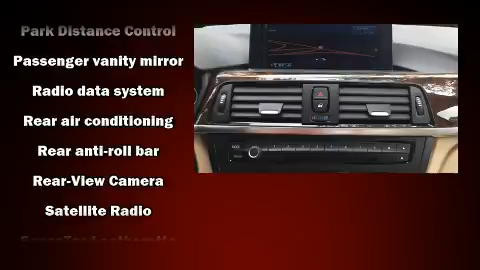 Park Distance Control
Passenger vanity mirror
Radio data system
Rear air conditioning
Rear anti-roll bar
Rear-View Camera
Satellite Radio